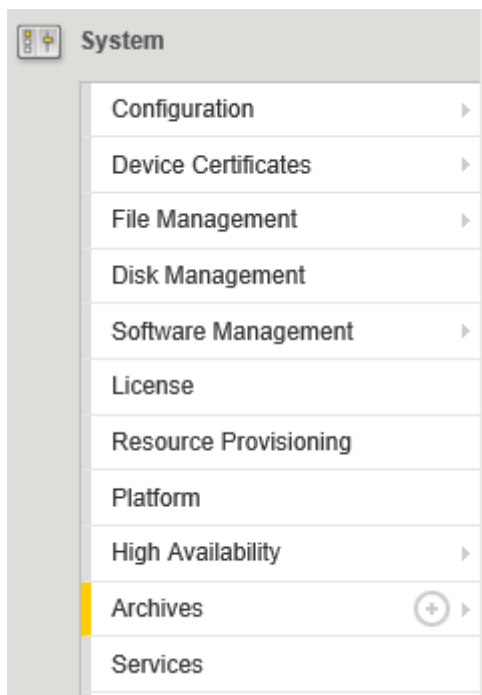 System
Configuration
Device Certificates
File Management
Disk Management
Software Management
License
Resource Provisioning
Platform
High Availability
Archives
Services